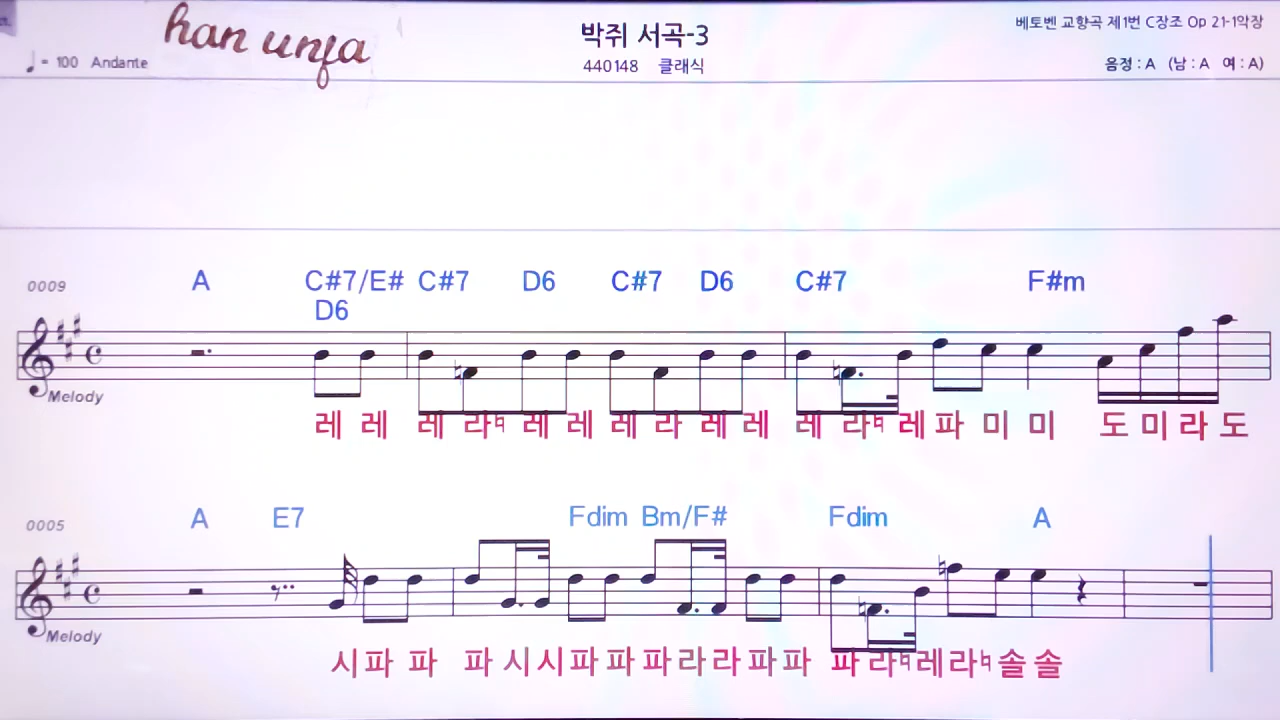 han unja
박쥐 서곡-3
베토벤 교향곡 제1번 C장조 Op 21-1악장
♩= 100 Andante
440148 클래식
음정 : A (남 : A 여 : A)
0009 A C#7/E# C#7 D6 C#7 D6 C#7 F#m
D6
Melody
레 레 레 라♮ 레 레 레 라 레 레 레 라♮ 레 파 미 미 도 미 라 도
0005 A E7 Fdim Bm/F# Fdim A
Melody
시 파 파 파 시 시 파 파 파 라 라 파 파 파 라♮ 레 라♮ 솔 솔